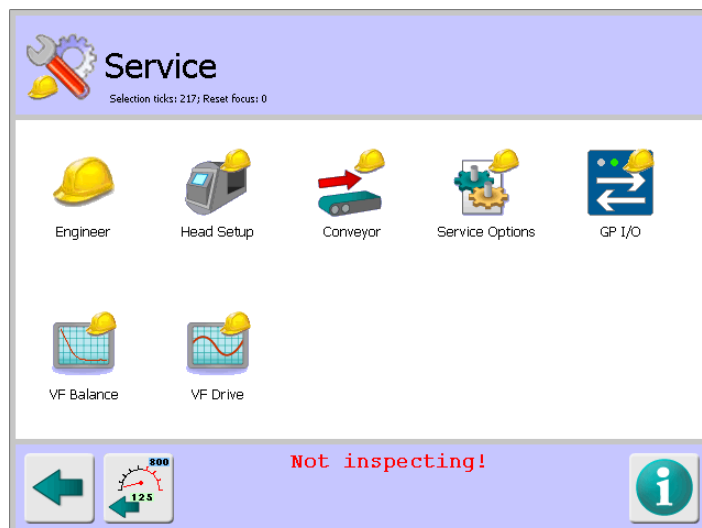 Service
Selection ticks: 217; Reset focus: 0
Engineer
Head Setup
Conveyor
Service Options
GP I/O
VF Balance
VF Drive
Not inspecting!
800
125